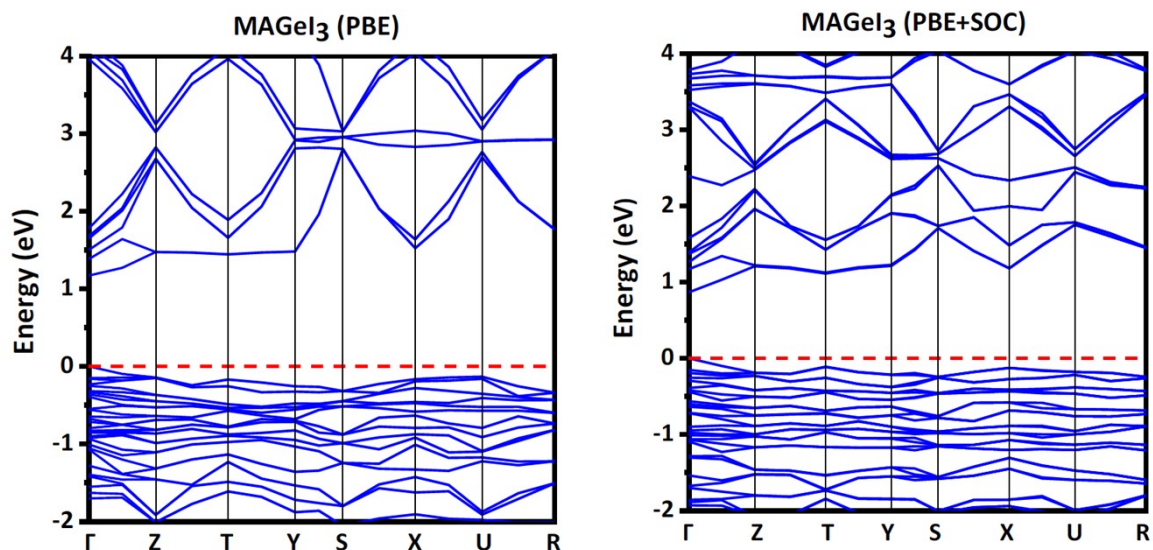 MAGeI3 (PBE)
Energy (eV)
4
3
2
1
0
-1
-2
Γ Z T Y S X U R
MAGeI3 (PBE+SOC)
Energy (eV)
4
3
2
1
0
-1
-2
Γ Z T Y S X U R